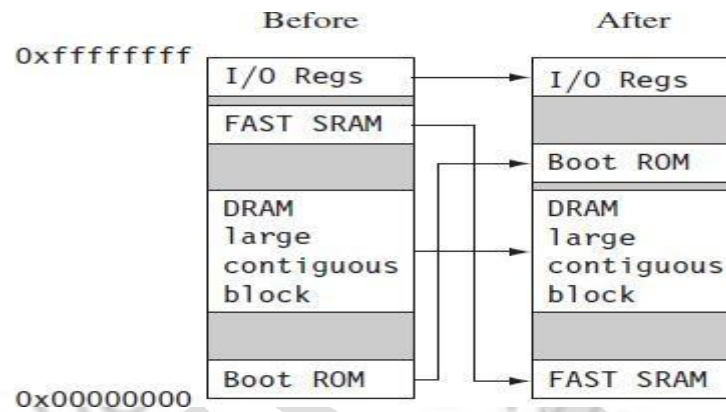 Before
After
0xffffffff
I/O Regs
FAST SRAM
DRAM
large
contiguous
block
Boot ROM
0x00000000
I/O Regs
Boot ROM
DRAM
large
contiguous
block
FAST SRAM